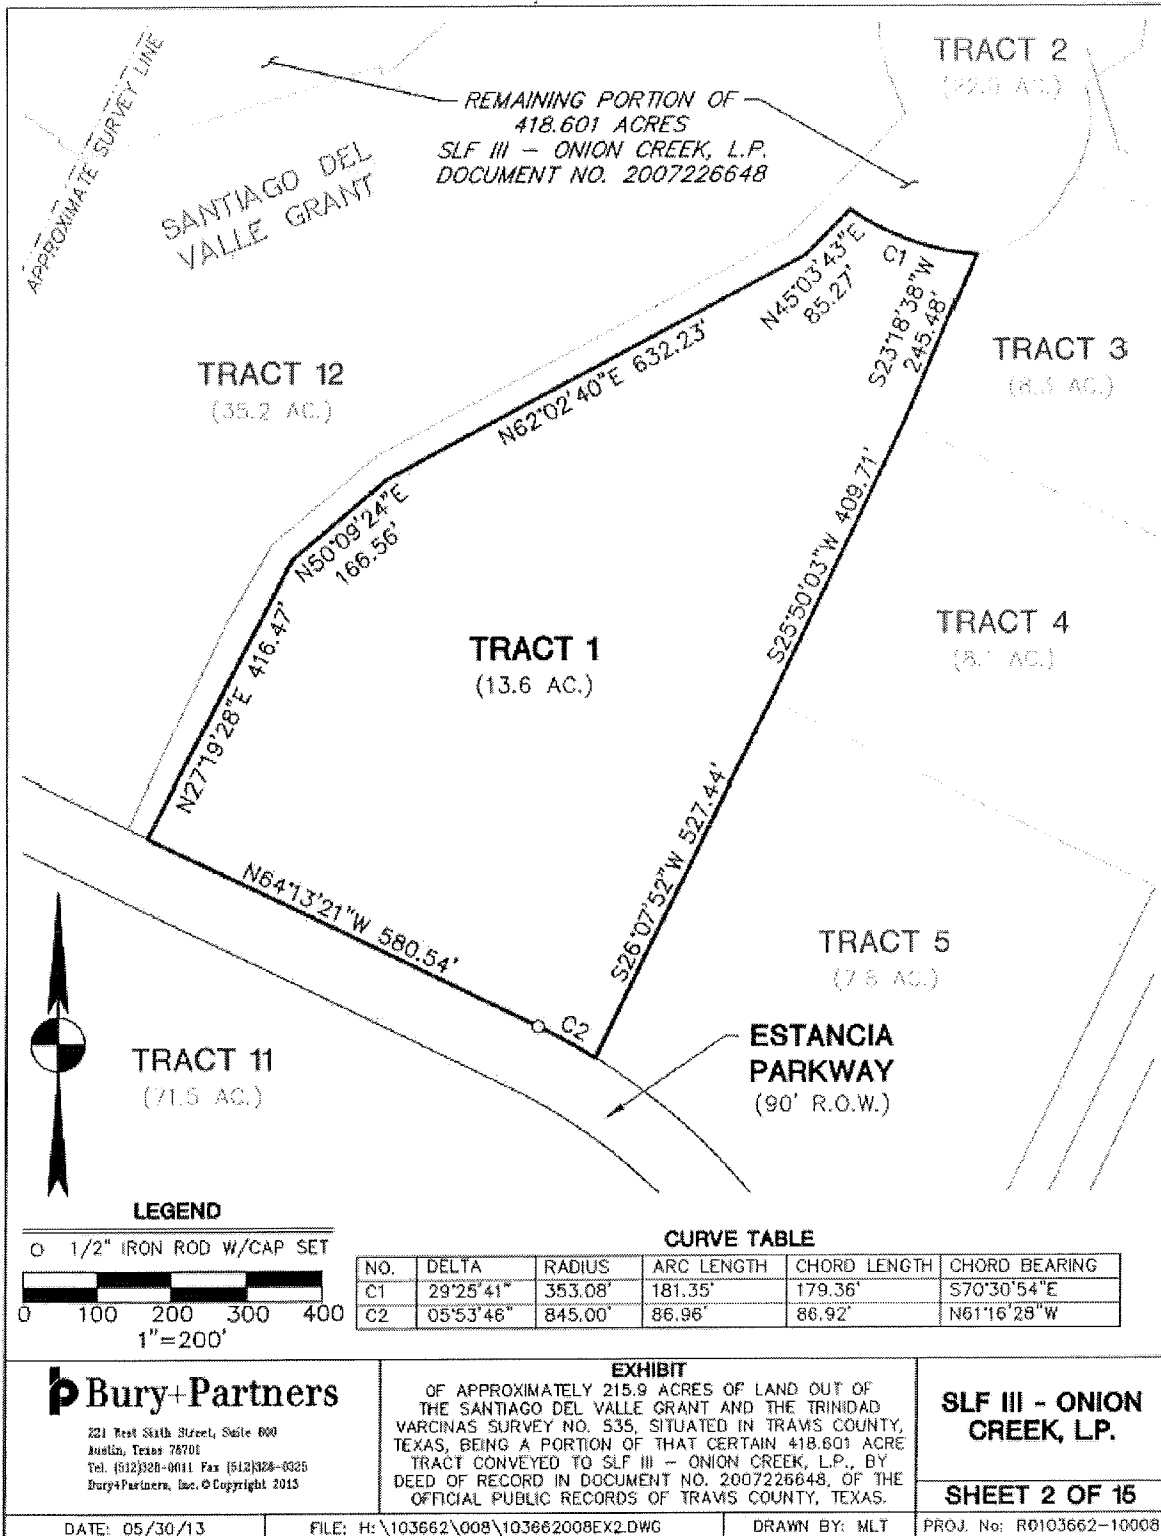 TRACT 2
APPROXIMATE SURVEY LINE
REMAINING PORTION OF
418.601 ACRES
SLF III – ONION CREEK, L.P.
DOCUMENT NO. 2007226648
SANTIAGO DEL
VALLE GRANT
N45°03'43"E
85.27'
C1
S23°18'38"W
245.48'
N62°02'40"E 632.23'
TRACT 12
(35.2 AC.)
TRACT 3
N50°09'24"E
166.56'
S25°50'03"W 409.71'
N27°19'28"E 416.47'
TRACT 1
(13.6 AC.)
TRACT 4
N64°13'21"W 580.54'
S26°07'52"W 527.44'
C2
TRACT 5
ESTANCIA
PARKWAY
(90' R.O.W.)
TRACT 11
(71.5 AC.)
LEGEND
O 1/2" IRON ROD W/CAP SET
0 100 200 300 400
1"=200'
CURVE TABLE
NO. DELTA RADIUS ARC LENGTH CHORD LENGTH CHORD BEARING
C1 29°25'41" 353.08' 181.35' 179.36' S70°30'54"E
C2 05°53'46" 845.00' 86.96' 86.92' N61°16'28"W
Bury+Partners
221 West Sixth Street, Suite 600
Austin, Texas 78701
Tel. (512)328-0011 Fax (512)328-0325
Bury+Partners, Inc. © Copyright 2013
EXHIBIT
OF APPROXIMATELY 215.9 ACRES OF LAND OUT OF
THE SANTIAGO DEL VALLE GRANT AND THE TRINIDAD
VARCINAS SURVEY NO. 535, SITUATED IN TRAVIS COUNTY,
TEXAS, BEING A PORTION OF THAT CERTAIN 418.601 ACRE
TRACT CONVEYED TO SLF III – ONION CREEK, L.P., BY
DEED OF RECORD IN DOCUMENT NO. 2007226648, OF THE
OFFICIAL PUBLIC RECORDS OF TRAVIS COUNTY, TEXAS.
SLF III - ONION
CREEK, L.P.
SHEET 2 OF 15
DATE: 05/30/13
FILE: H:\103662\008\103662008EX2.DWG
DRAWN BY: MLT
PROJ. No: R0103662-10008